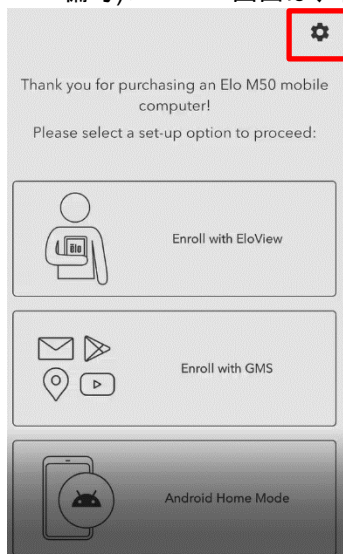 Thank you for purchasing an Elo M50 mobile
computer!
Please select a set-up option to proceed:
elo
Enroll with EloView
Enroll with GMS
Android Home Mode